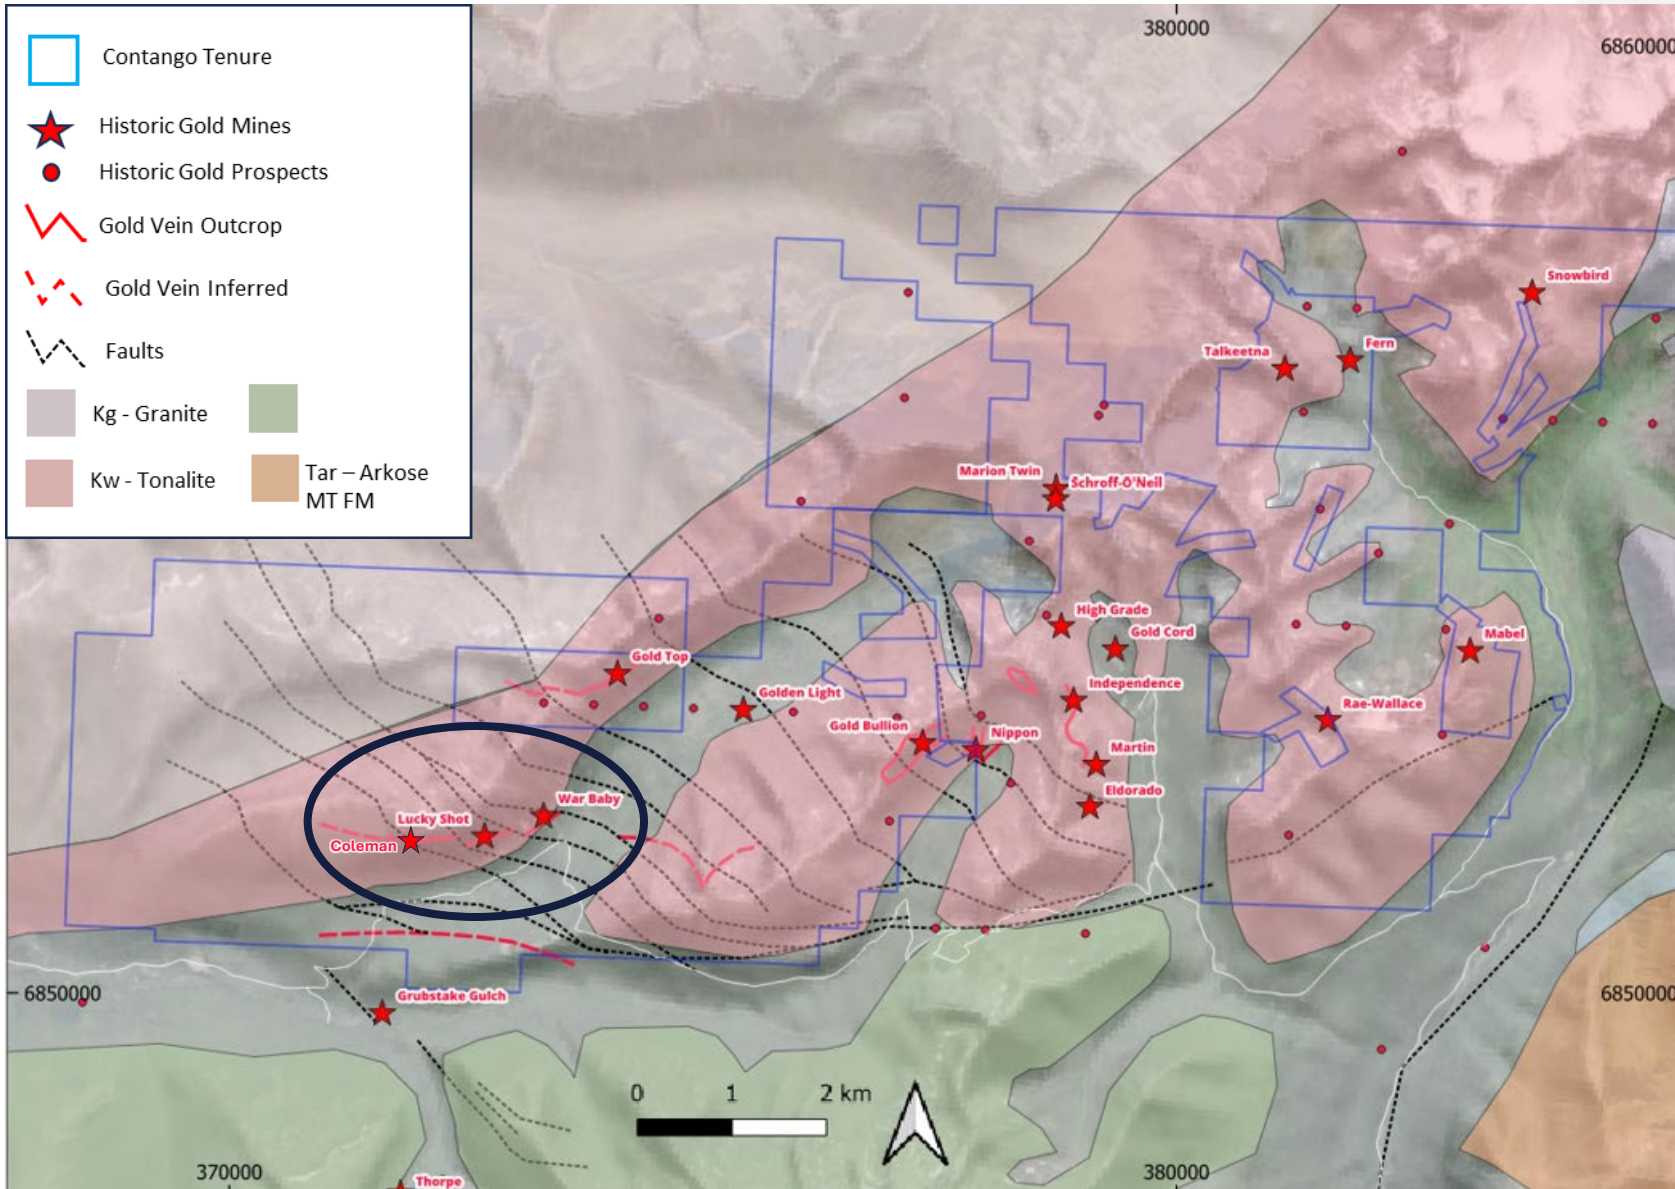 Contango Tenure
Historic Gold Mines
Historic Gold Prospects
Gold Vein Outcrop
Gold Vein Inferred
Faults
Kg - Granite
Kw - Tonalite
Tar – Arkose
MT FM
380000
6860000
Snowbird
Talkeetna
Fern
Marion Twin
Schroff-O'Neil
High Grade
Gold Cord
Mabel
Gold Top
Independence
Golden Light
Rae-Wallace
Gold Bullion
Nippon
Martin
Eldorado
War Baby
Lucky Shot
Coleman
6850000
Grubstake Gulch
6850000
0 1 2 km
370000
380000
Thorpe